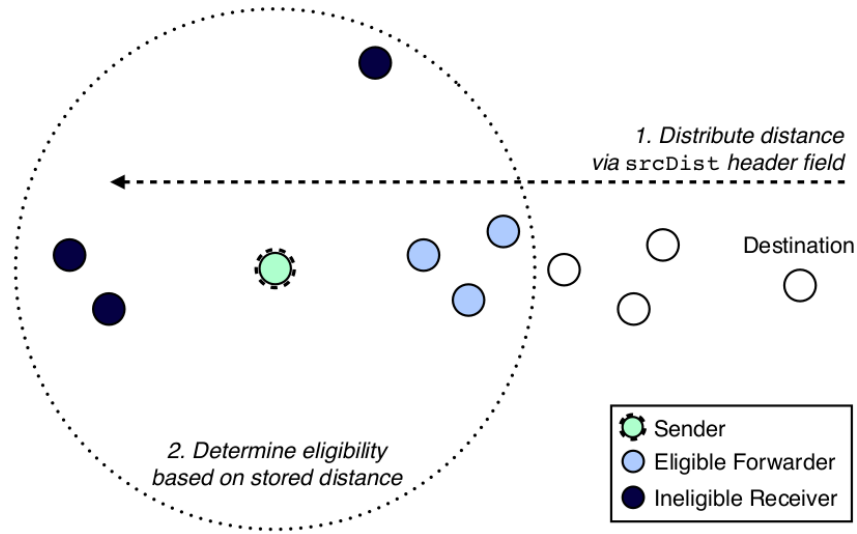 1. Distribute distance
via srcDist header field
Destination
2. Determine eligibility
based on stored distance
Sender
Eligible Forwarder
Ineligible Receiver